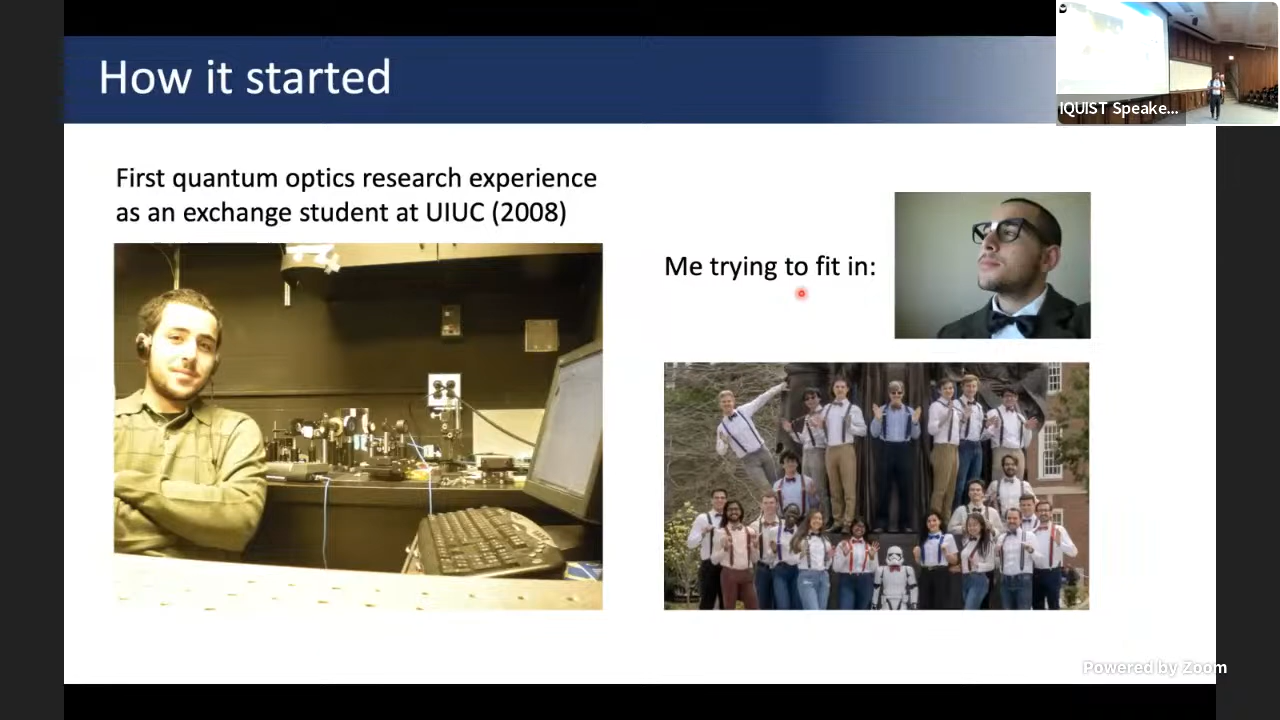 How it started
IQUIST Speake...
First quantum optics research experience
as an exchange student at UIUC (2008)
Me trying to fit in:
Powered by Zoom